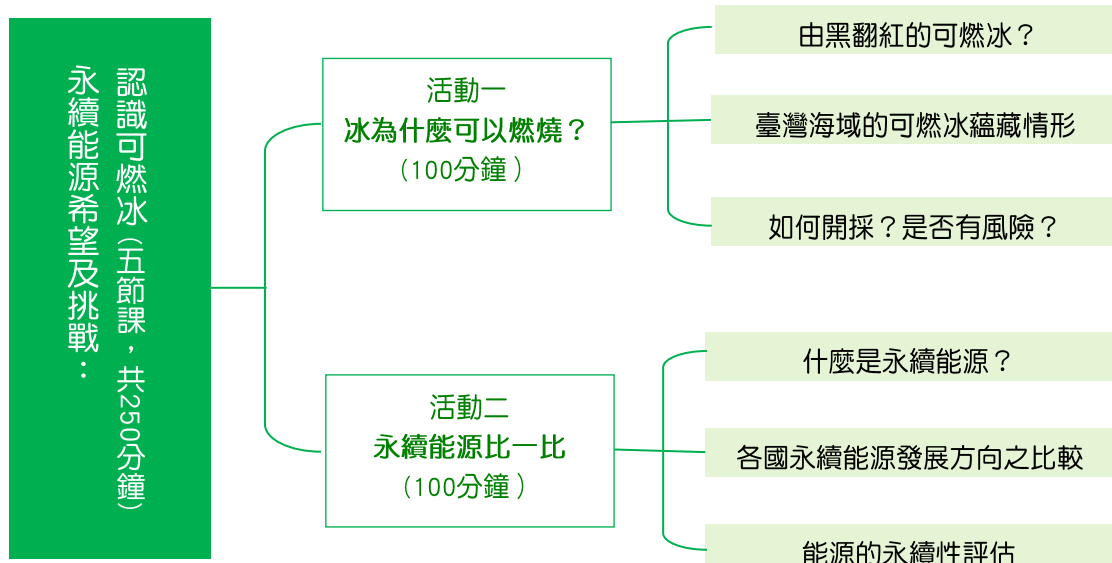 永續能源希望及挑戰：
認識可燃冰(五節課，共250分鐘)
活動一
冰為什麼可以燃燒？
(100分鐘)
由黑翻紅的可燃冰？
臺灣海域的可燃冰蘊藏情形
如何開採？是否有風險？
活動二
永續能源比一比
(100分鐘)
什麼是永續能源？
各國永續能源發展方向之比較
能源的永續性評估